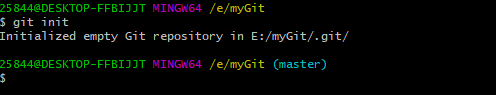 25844@DESKTOP-FFBIJJT MINGW64 /e/myGit
$ git init
Initialized empty Git repository in E:/myGit/.git/
25844@DESKTOP-FFBIJJT MINGW64 /e/myGit (master)
$